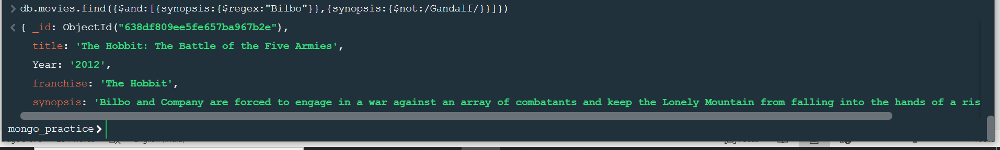 db.movies.find({$and:[{synopsis:{$regex:"Bilbo"}},{synopsis:{$not:/Gandalf/}}]})
{ _id: ObjectId("638df809ee5fe657ba967b2e"),
title: 'The Hobbit: The Battle of the Five Armies',
Year: '2012',
franchise: 'The Hobbit',
synopsis: 'Bilbo and Company are forced to engage in a war against an array of combatants and keep the Lonely Mountain from falling into the hands of a ris
mongo_practice>